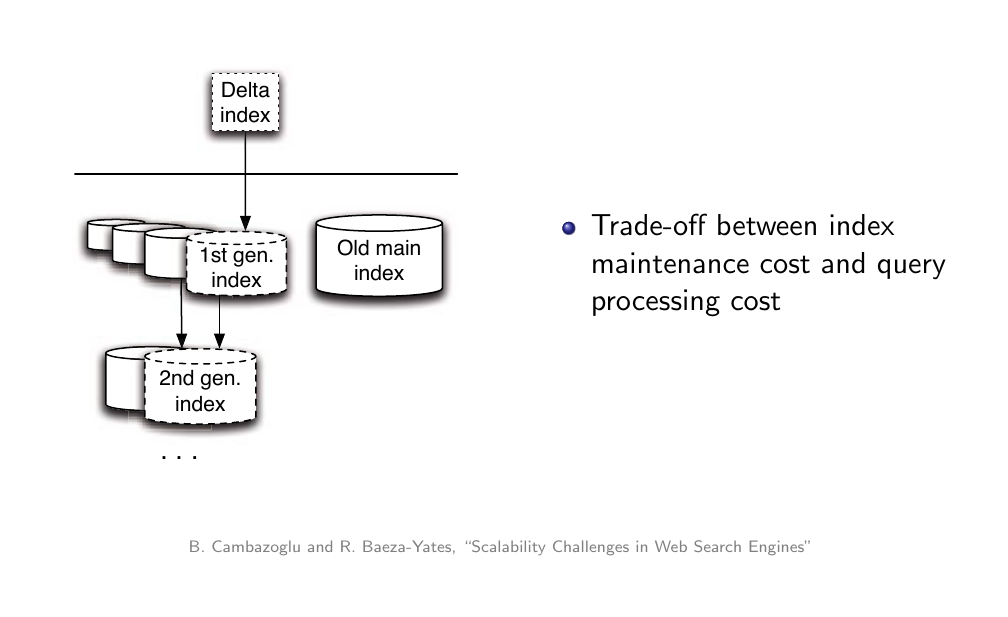 Delta
index
1st gen.
index
Old main
index
2nd gen.
index
. . .
Trade-off between index
maintenance cost and query
processing cost
B. Cambazoglu and R. Baeza-Yates, “Scalability Challenges in Web Search Engines”